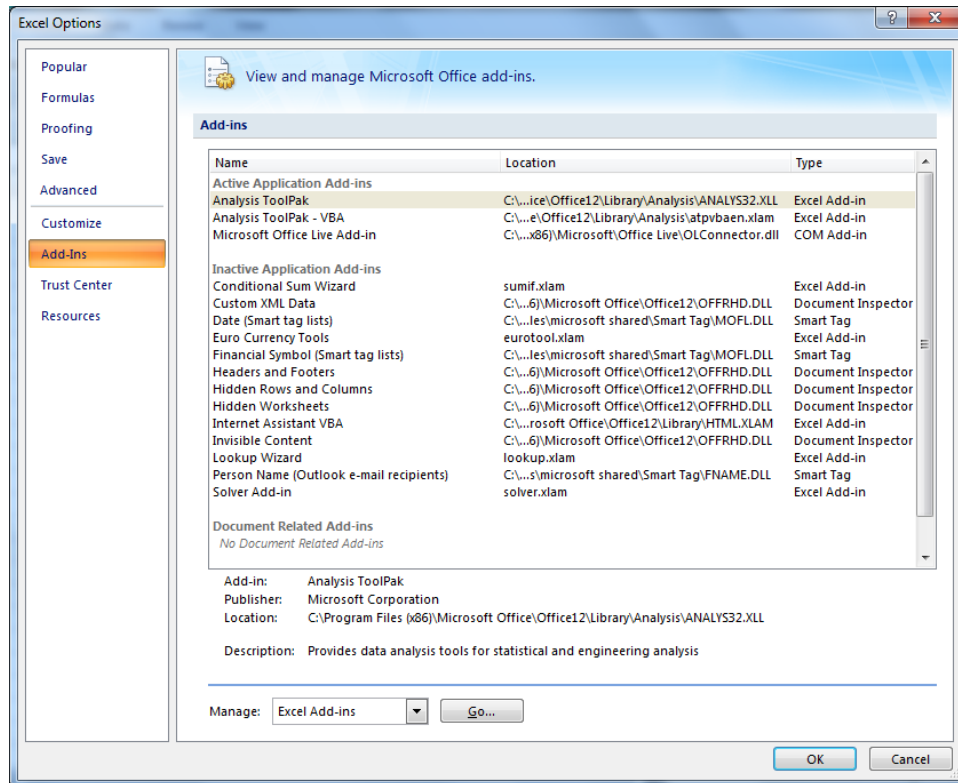 Excel Options
Popular
Formulas
Proofing
Save
Advanced
Customize
Add-Ins
Trust Center
Resources
View and manage Microsoft Office add-ins.
Add-ins
Name Location Type
Active Application Add-ins
Analysis ToolPak C:\...ice\Office12\Library\Analysis\ANALYS32.XLL Excel Add-in
Analysis ToolPak - VBA C:\...e\Office12\Library\Analysis\atpvbaen.xlam Excel Add-in
Microsoft Office Live Add-in C:\...x86)\Microsoft\Office Live\OLConnector.dll COM Add-in
Inactive Application Add-ins
Conditional Sum Wizard sumif.xlam Excel Add-in
Custom XML Data C:\...6)\Microsoft Office\Office12\OFFRHD.DLL Document Inspector
Date (Smart tag lists) C:\...les\microsoft shared\Smart Tag\MOFL.DLL Smart Tag
Euro Currency Tools eurotool.xlam Excel Add-in
Financial Symbol (Smart tag lists) C:\...les\microsoft shared\Smart Tag\MOFL.DLL Smart Tag
Headers and Footers C:\...6)\Microsoft Office\Office12\OFFRHD.DLL Document Inspector
Hidden Rows and Columns C:\...6)\Microsoft Office\Office12\OFFRHD.DLL Document Inspector
Hidden Worksheets C:\...6)\Microsoft Office\Office12\OFFRHD.DLL Document Inspector
Internet Assistant VBA C:\...rosoft Office\Office12\Library\HTML.XLAM Excel Add-in
Invisible Content C:\...6)\Microsoft Office\Office12\OFFRHD.DLL Document Inspector
Lookup Wizard lookup.xlam Excel Add-in
Person Name (Outlook e-mail recipients) C:\...s\microsoft shared\Smart Tag\FNAME.DLL Smart Tag
Solver Add-in solver.xlam Excel Add-in
Document Related Add-ins
No Document Related Add-ins
Add-in: Analysis ToolPak
Publisher: Microsoft Corporation
Location: C:\Program Files (x86)\Microsoft Office\Office12\Library\Analysis\ANALYS32.XLL
Description: Provides data analysis tools for statistical and engineering analysis
Manage: Excel Add-ins Go...
OK Cancel